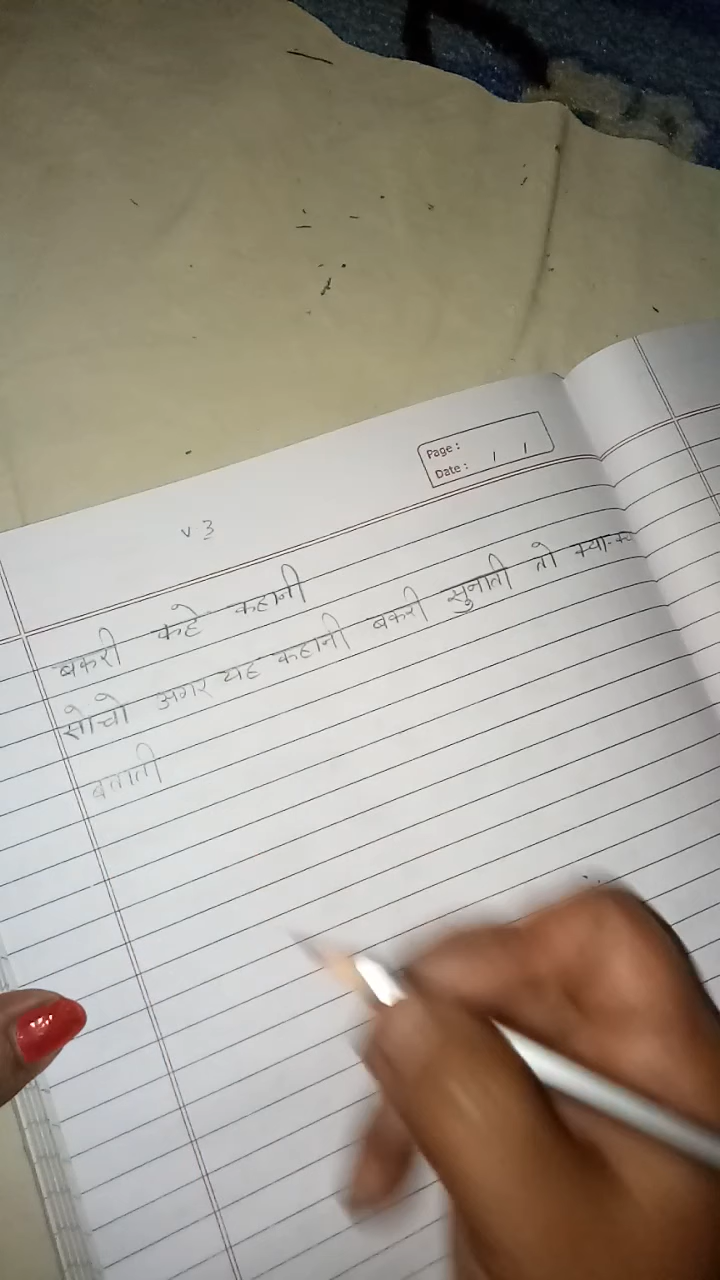 Page :
Date : / /
v 3
बकरी कहे कहानी
सोचो अगर यह कहानी बकरी सुनाती तो क्या-
बताती